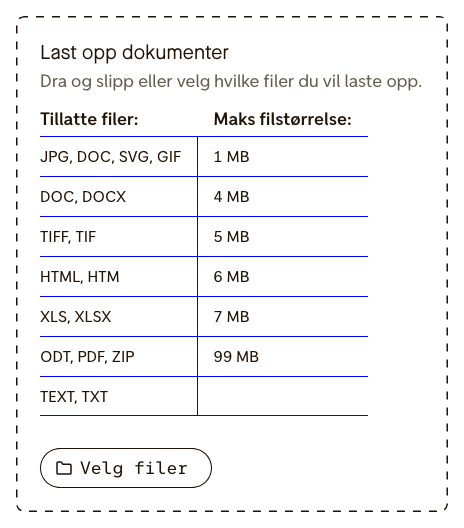 Last opp dokumenter
Dra og slipp eller velg hvilke filer du vil laste opp.
Tillatte filer: Maks filstørrelse:
JPG, DOC, SVG, GIF 1 MB
DOC, DOCX 4 MB
TIFF, TIF 5 MB
HTML, HTM 6 MB
XLS, XLSX 7 MB
ODT, PDF, ZIP 99 MB
TEXT, TXT
Velg filer